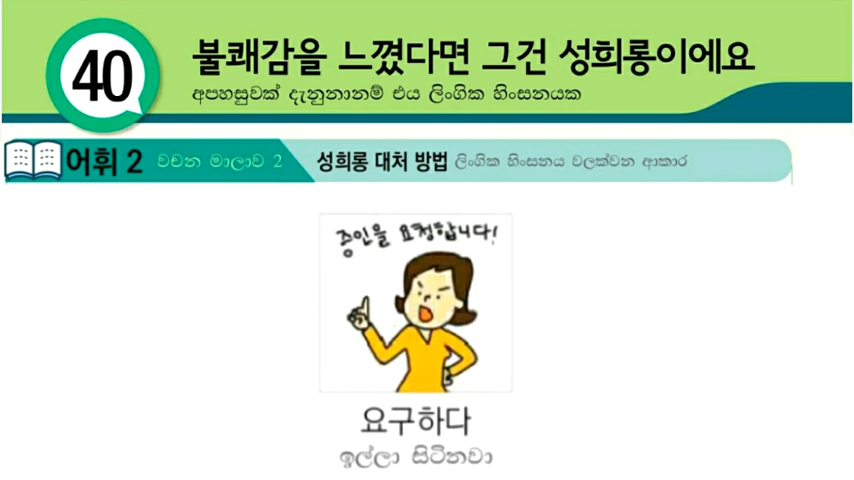 40
불쾌감을 느꼈다면 그건 성희롱이에요
අපහසුවක් දැනුනානම් එය ලිංගික හිංසනයක
어휘 2 වචන මාලාව 2 성희롱 대처 방법 ලිංගික හිංසනය වලක්වන ආකාර
증인을 요청합니다!
요구하다
ඉල්ලා සිටිනවා